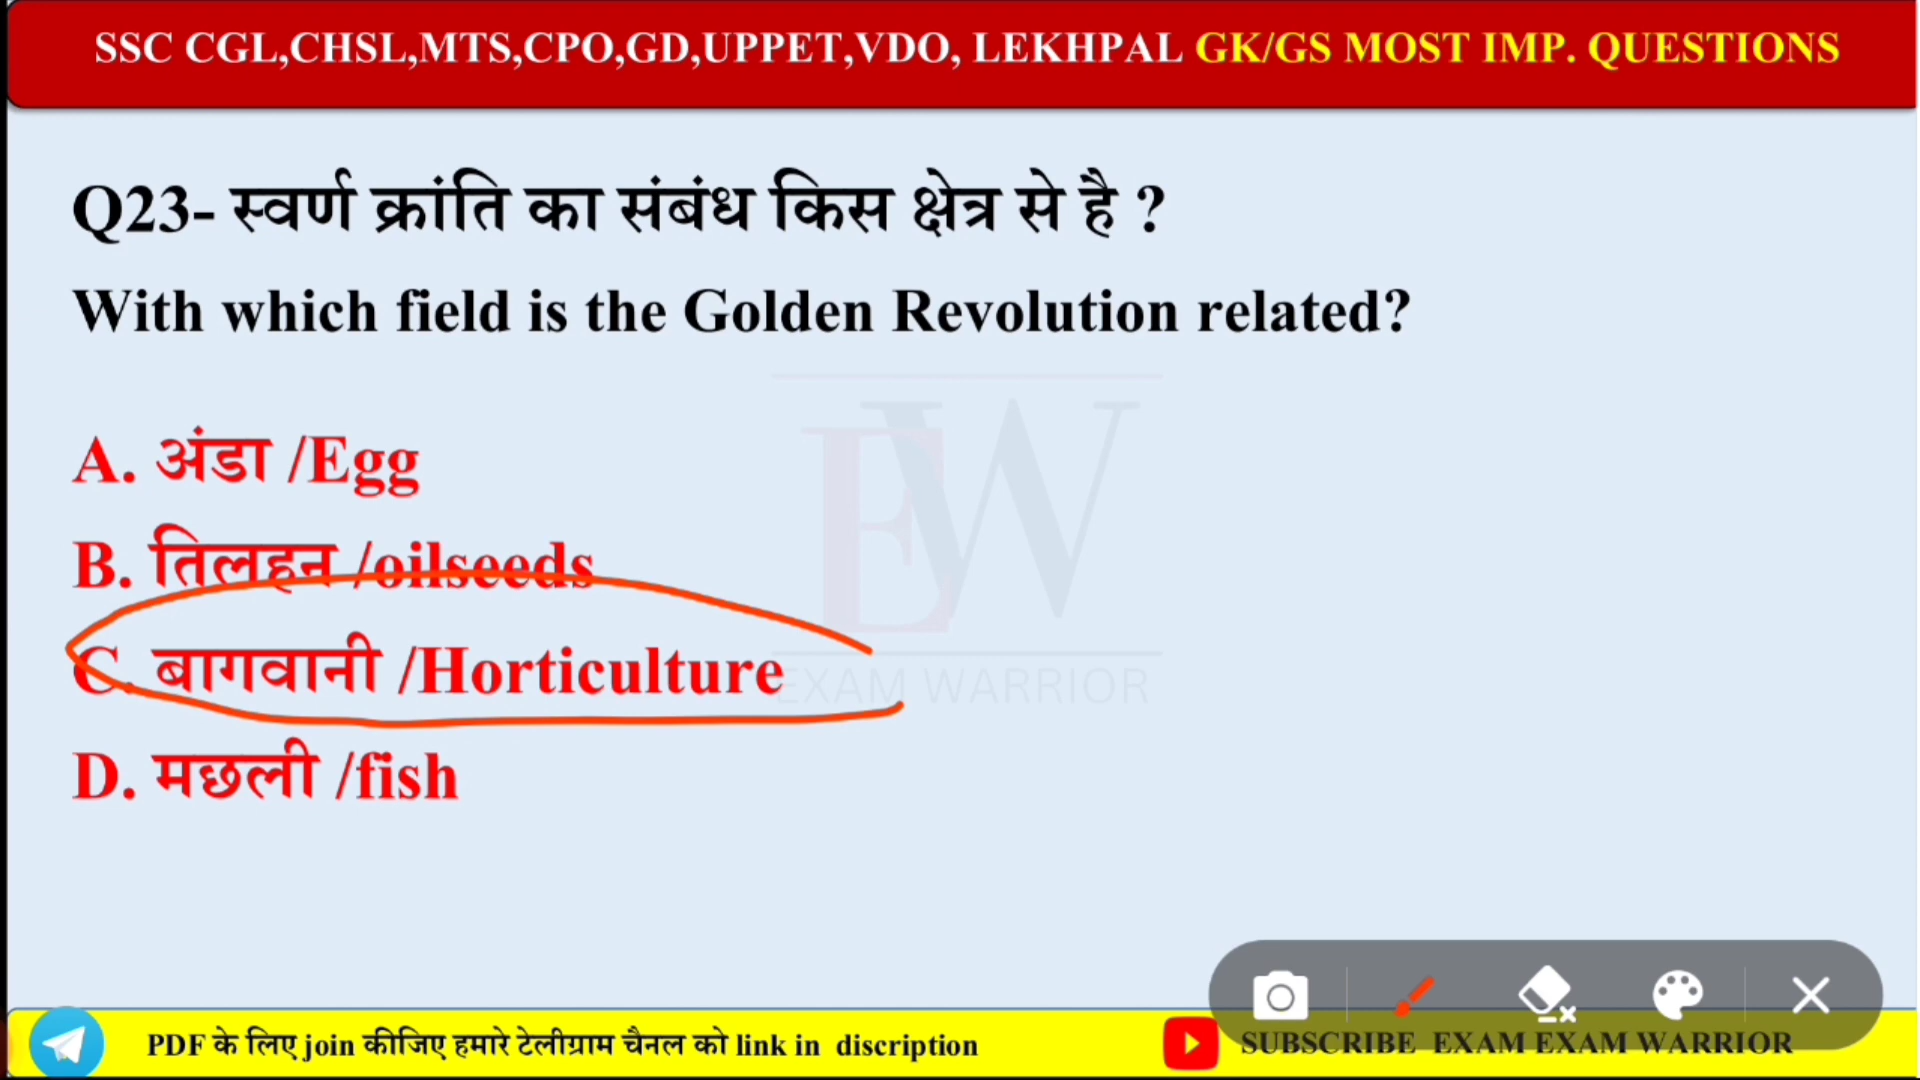 SSC CGL,CHSL,MTS,CPO,GD,UPPET,VDO, LEKHPAL GK/GS MOST IMP. QUESTIONS
Q23- स्वर्ण क्रांति का संबंध किस क्षेत्र से है ?
With which field is the Golden Revolution related?
A. अंडा /Egg
B. तिलहन /oilseeds
C. बागवानी /Horticulture
D. मछली /fish
EW
EXAM WARRIOR
PDF के लिए join कीजिए हमारे टेलीग्राम चैनल को link in discription
SUBSCRIBE EXAM EXAM WARRIOR